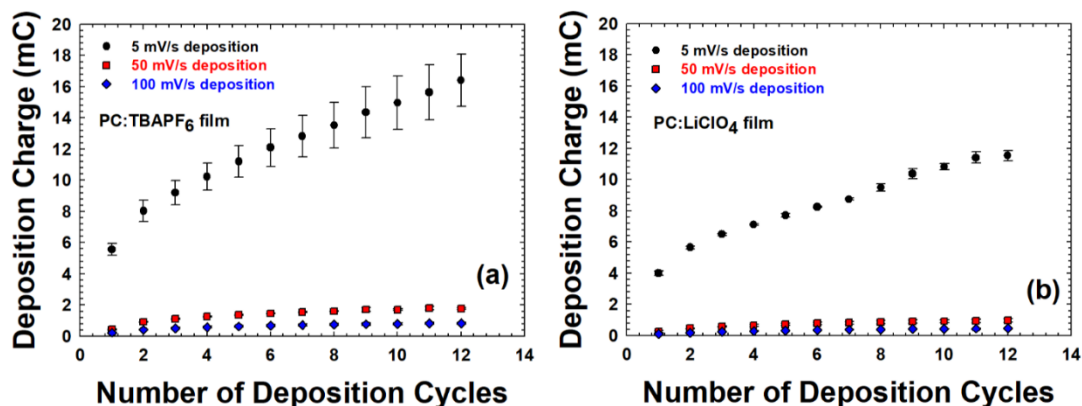 Deposition Charge (mC)
20
18
16
14
12
10
8
6
4
2
0
5 mV/s deposition
50 mV/s deposition
100 mV/s deposition
PC:TBAPF6 film
(a)
0 2 4 6 8 10 12 14
Number of Deposition Cycles
Deposition Charge (mC)
20
18
16
14
12
10
8
6
4
2
0
5 mV/s deposition
50 mV/s deposition
100 mV/s deposition
PC:LiClO4 film
(b)
0 2 4 6 8 10 12 14
Number of Deposition Cycles